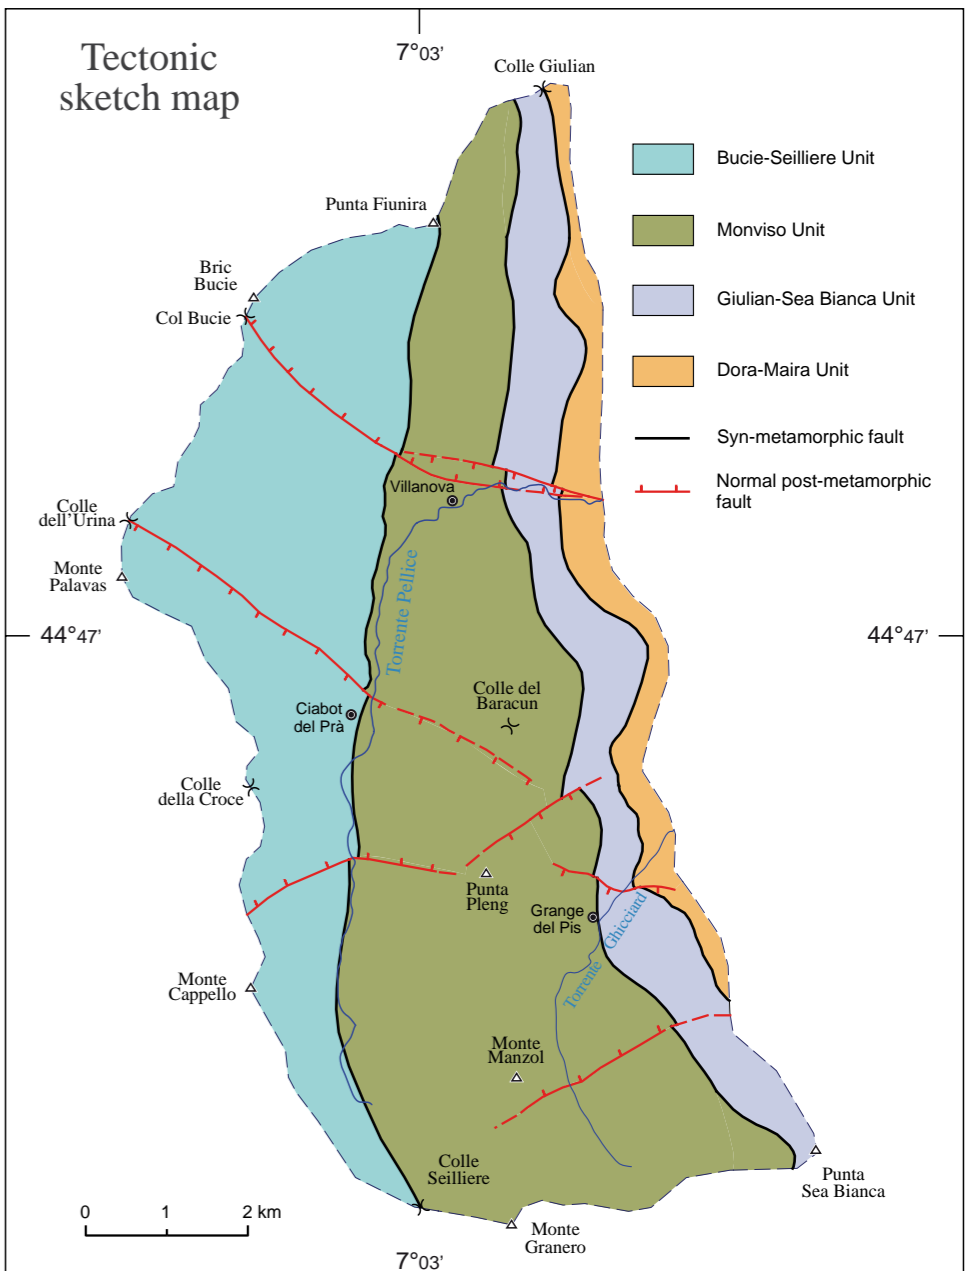 Tectonic
sketch map
7°03’
Colle Giulian
Bucie-Seilliere Unit
Punta Fiunira
Monviso Unit
Bric
Bucie
Giulian-Sea Bianca Unit
Col Bucie
Dora-Maira Unit
Syn-metamorphic fault
Normal post-metamorphic
fault
Villanova
Colle
dell’Urina
Monte
Palavas
Torrente Pellice
44°47’
44°47’
Colle del
Baracun
Ciabot
del Prà
Colle
della Croce
Punta
Pleng
Grange
del Pis
Torrente Ghicciard
Monte
Cappello
Monte
Manzol
Colle
Seilliere
Punta
Sea Bianca
0 1 2 km
Monte
Granero
7°03’